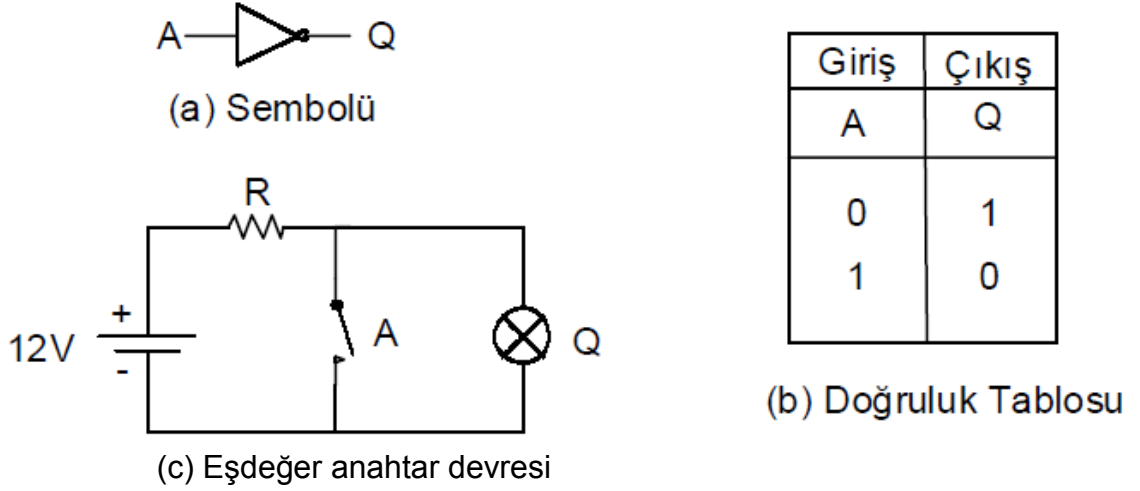 A Q
(a) Sembolü
R
+
12V
-
A
Q
(c) Eşdeğer anahtar devresi
Giriş Çıkış
A Q
0 1
1 0
(b) Doğruluk Tablosu